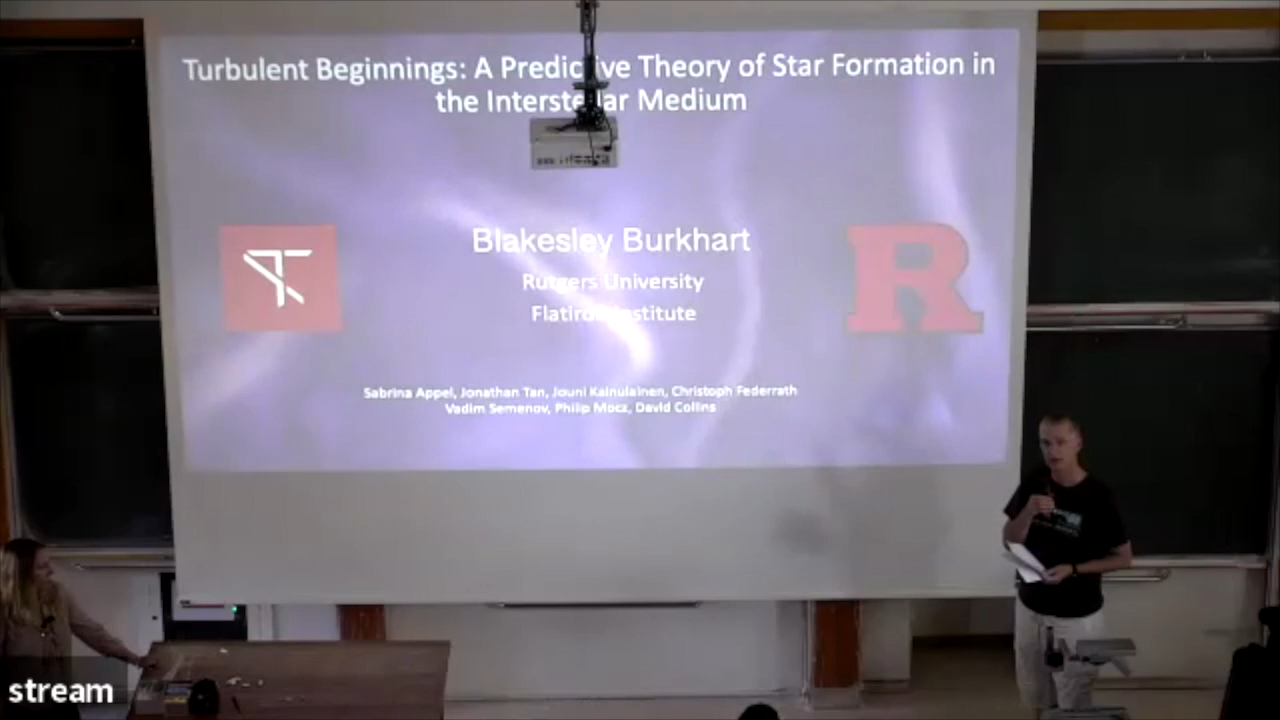 Turbulent Beginnings: A Predictive Theory of Star Formation in
the Interstellar Medium
Blakesley Burkhart
Rutgers University
Flatiron Institute
R
Sabrina Appel, Jonathan Tan, Jouni Kainulainen, Christoph Federrath
Vadim Semenov, Philip Mocz, David Collins
stream